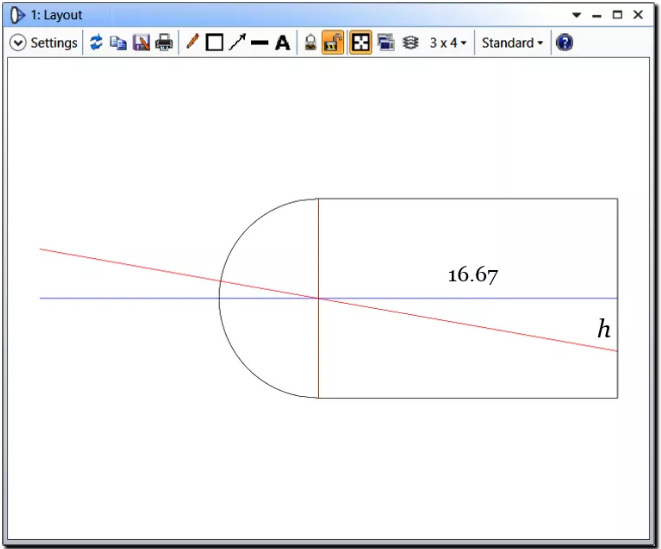 1: Layout
Settings A 3 x 4 Standard ?
16.67
h